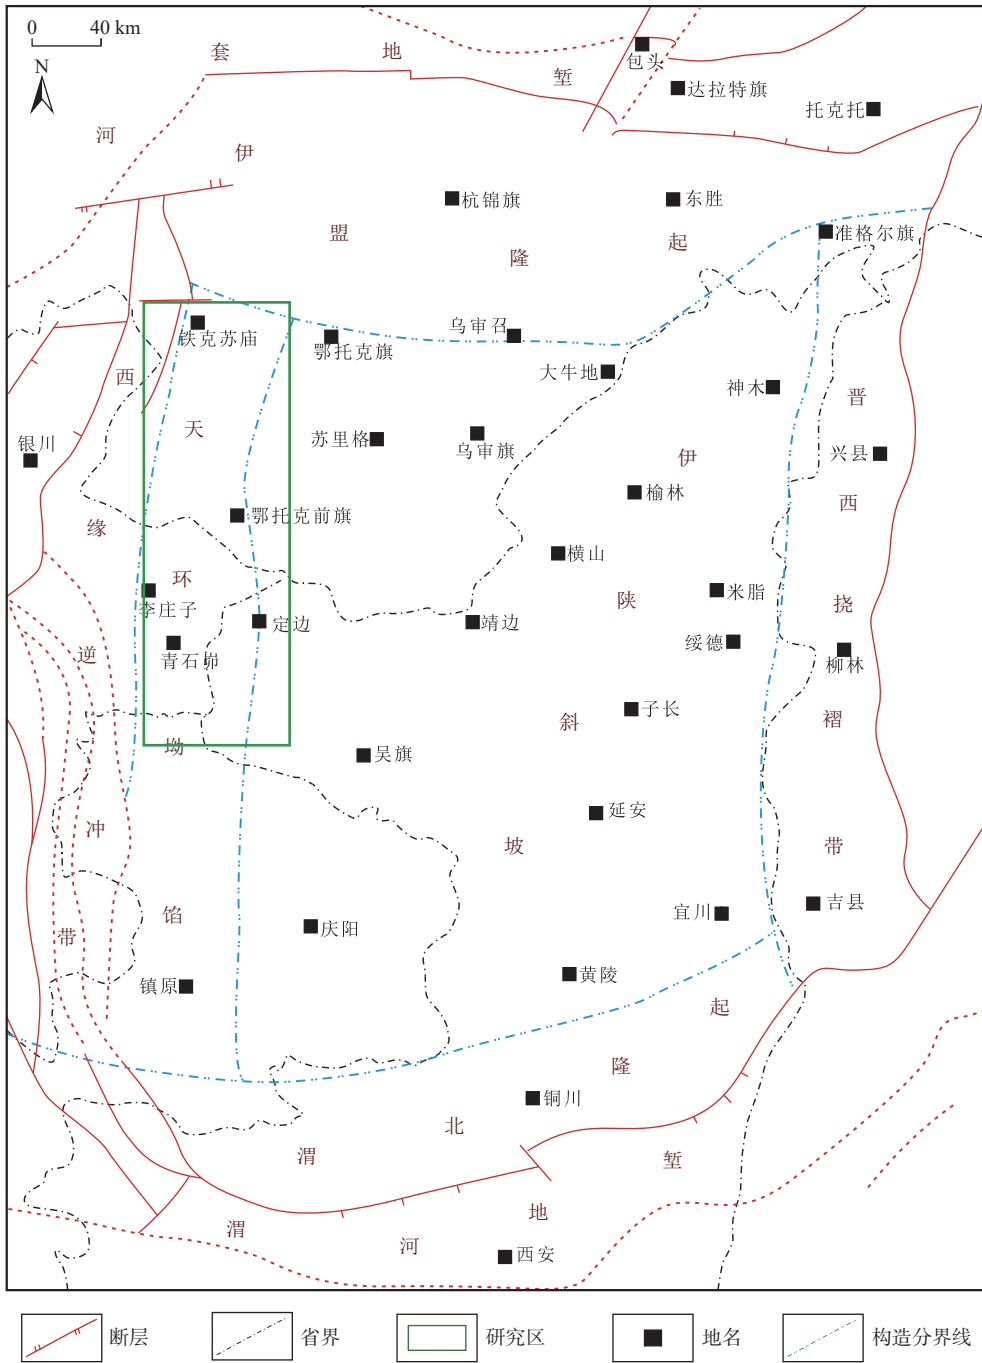 0 40 km
N
河套地堑
包头
达拉特旗
托克托
伊盟隆起
杭锦旗
东胜
准格尔旗
铁克苏庙
鄂托克旗
乌审召
大牛地
神木
西缘逆冲带
天环坳馅
伊陕斜坡
晋西挠褶带
银川
苏里格
乌审旗
兴县
榆林
鄂托克前旗
横山
李庄子
米脂
定边
靖边
青石峁
绥德
柳林
子长
吴旗
延安
宜川
吉县
庆阳
黄陵
镇原
渭北隆起
铜川
渭河地堑
西安
断层
省界
研究区
地名
构造分界线